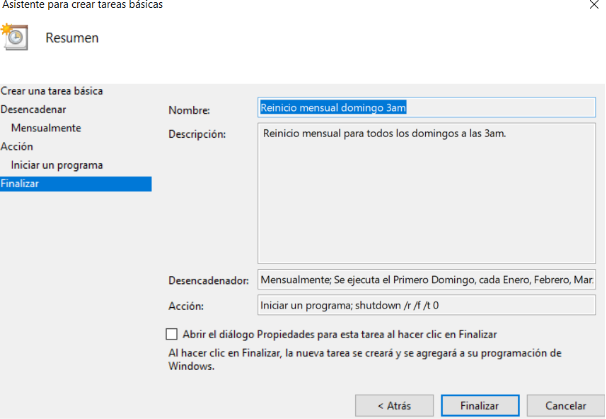 Asistente para crear tareas básicas
Resumen
Crear una tarea básica
Desencadenar
Mensualmente
Acción
Iniciar un programa
Finalizar
Nombre: Reinicio mensual domingo 3am
Descripción: Reinicio mensual para todos los domingos a las 3am.
Desencadenador: Mensualmente; Se ejecuta el Primero Domingo, cada Enero, Febrero, Mar
Acción: Iniciar un programa; shutdown /r /f /t 0
Abrir el diálogo Propiedades para esta tarea al hacer clic en Finalizar
Al hacer clic en Finalizar, la nueva tarea se creará y se agregará a su programación de
Windows.
< Atrás Finalizar Cancelar